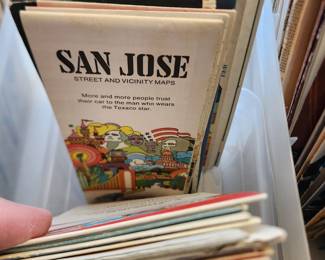 SAN JOSE
STREET AND VICINITY MAPS
More and more people trust
their car to the man who wears
the Texaco star.